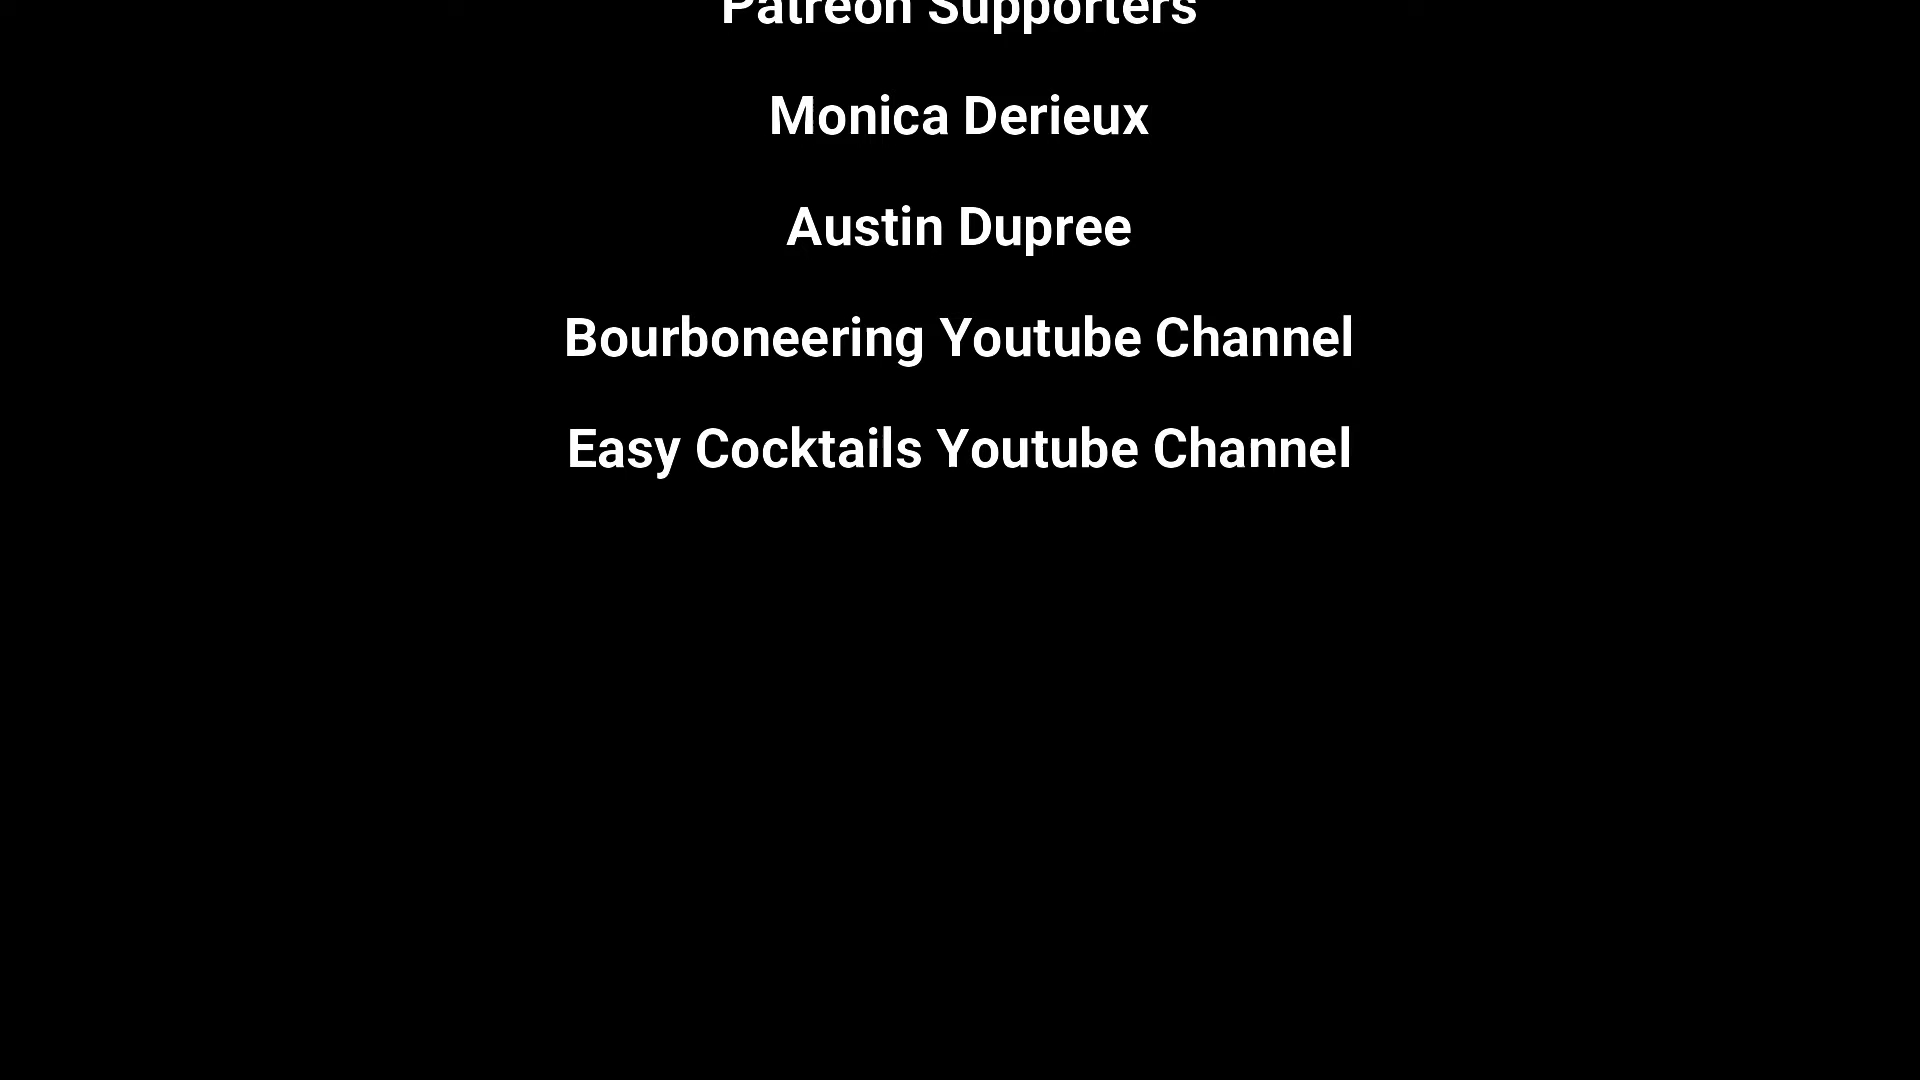 Patreon Supporters
Monica Derieux
Austin Dupree
Bourboneering Youtube Channel
Easy Cocktails Youtube Channel